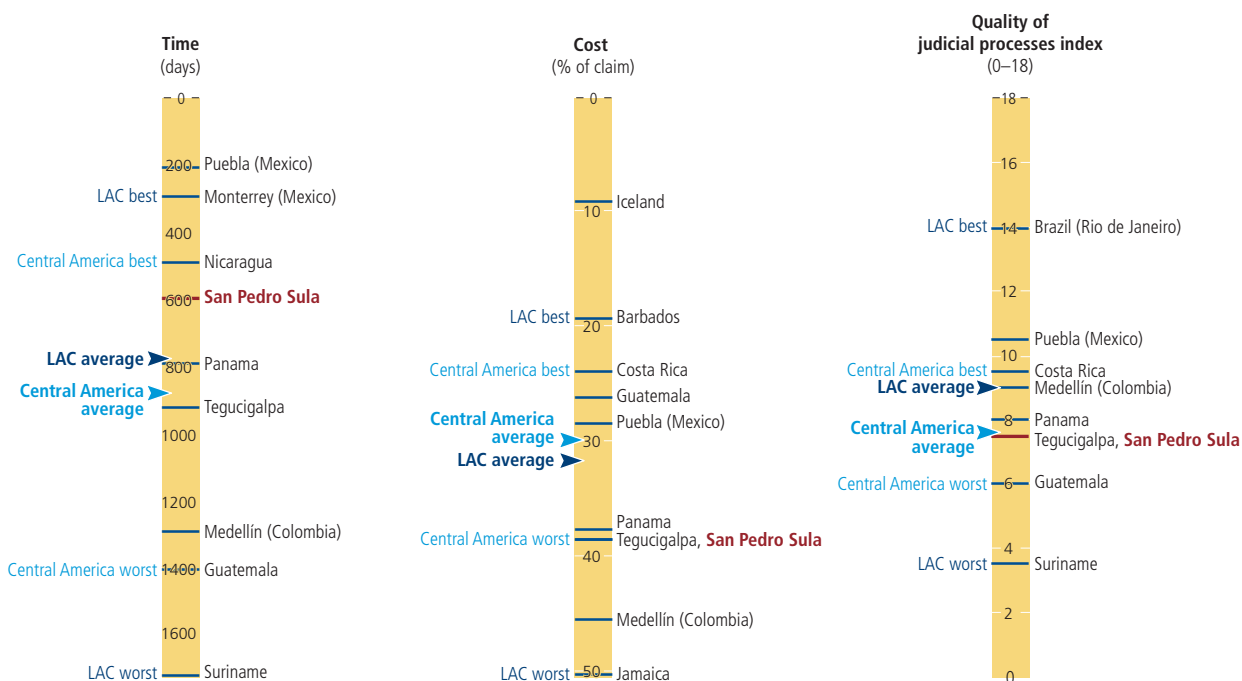 Time
(days)
0
200
Puebla (Mexico)
LAC best
Monterrey (Mexico)
400
Central America best
Nicaragua
600
San Pedro Sula
LAC average
800
Panama
Central America
average
Tegucigalpa
1000
1200
Medellín (Colombia)
Central America worst
1400
Guatemala
1600
LAC worst
Suriname
Cost
(% of claim)
0
Iceland
10
LAC best
Barbados
20
Central America best
Costa Rica
Guatemala
Central America
average
Puebla (Mexico)
30
LAC average
Panama
Central America worst
Tegucigalpa, San Pedro Sula
40
Medellín (Colombia)
LAC worst
50
Jamaica
Quality of
judicial processes index
(0–18)
18
16
LAC best
14
Brazil (Rio de Janeiro)
12
Puebla (Mexico)
10
Central America best
Costa Rica
LAC average
Medellín (Colombia)
8
Panama
Central America
average
Tegucigalpa, San Pedro Sula
Central America worst
6
Guatemala
4
LAC worst
Suriname
2
0